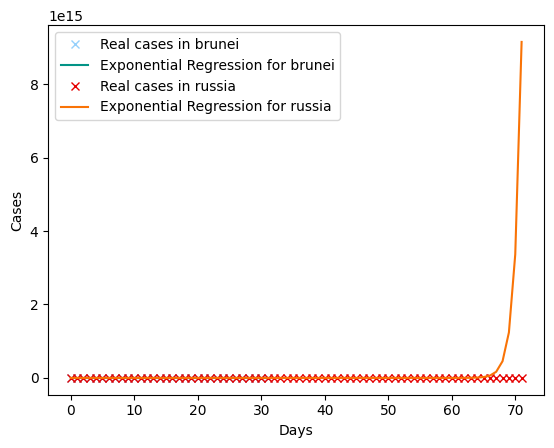 1e15
Real cases in brunei
Exponential Regression for brunei
Real cases in russia
Exponential Regression for russia
8
6
4
2
0
Cases
0 10 20 30 40 50 60 70
Days